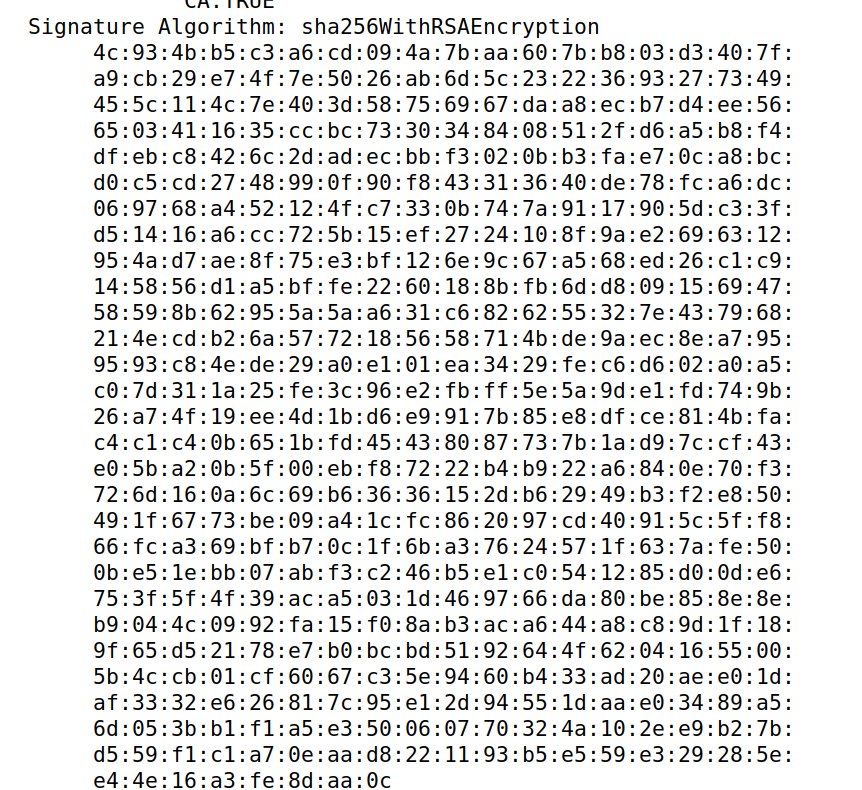 CA:TRUE
Signature Algorithm: sha256WithRSAEncryption
4c:93:4b:b5:c3:a6:cd:09:4a:7b:aa:60:7b:b8:03:d3:40:7f:
a9:cb:29:e7:4f:7e:50:26:ab:6d:5c:23:22:36:93:27:73:49:
45:5c:11:4c:7e:40:3d:58:75:69:67:da:a8:ec:b7:d4:ee:56:
65:03:41:16:35:cc:bc:73:30:34:84:08:51:2f:d6:a5:b8:f4:
df:eb:c8:42:6c:2d:ad:ec:bb:f3:02:0b:b3:fa:e7:0c:a8:bc:
d0:c5:cd:27:48:99:0f:90:f8:43:31:36:40:de:78:fc:a6:dc:
06:97:68:a4:52:12:4f:c7:33:0b:74:7a:91:17:90:5d:c3:3f:
d5:14:16:a6:cc:72:5b:15:ef:27:24:10:8f:9a:e2:69:63:12:
95:4a:d7:ae:8f:75:e3:bf:12:6e:9c:67:a5:68:ed:26:c1:c9:
14:58:56:d1:a5:bf:fe:22:60:18:8b:fb:6d:d8:09:15:69:47:
58:59:8b:62:95:5a:5a:a6:31:c6:82:62:55:32:7e:43:79:68:
21:4e:cd:b2:6a:57:72:18:56:58:71:4b:de:9a:ec:8e:a7:95:
95:93:c8:4e:de:29:a0:e1:01:ea:34:29:fe:c6:d6:02:a0:a5:
c0:7d:31:1a:25:fe:3c:96:e2:fb:ff:5e:5a:9d:e1:fd:74:9b:
26:a7:4f:19:ee:4d:1b:d6:e9:91:7b:85:e8:df:ce:81:4b:fa:
c4:c1:c4:0b:65:1b:fd:45:43:80:87:73:7b:1a:d9:7c:cf:43:
e0:5b:a2:0b:5f:00:eb:f8:72:22:b4:b9:22:a6:84:0e:70:f3:
72:6d:16:0a:6c:69:b6:36:36:15:2d:b6:29:49:b3:f2:e8:50:
49:1f:67:73:be:09:a4:1c:fc:86:20:97:cd:40:91:5c:5f:f8:
66:fc:a3:69:bf:b7:0c:1f:6b:a3:76:24:57:1f:63:7a:fe:50:
0b:e5:1e:bb:07:ab:f3:c2:46:b5:e1:c0:54:12:85:d0:0d:e6:
75:3f:5f:4f:39:ac:a5:03:1d:46:97:66:da:80:be:85:8e:8e:
b9:04:4c:09:92:fa:15:f0:8a:b3:ac:a6:44:a8:c8:9d:1f:18:
9f:65:d5:21:78:e7:b0:bc:bd:51:92:64:4f:62:04:16:55:00:
5b:4c:cb:01:cf:60:67:c3:5e:94:60:b4:33:ad:20:ae:e0:1d:
af:33:32:e6:26:81:7c:95:e1:2d:94:55:1d:aa:e0:34:89:a5:
6d:05:3b:b1:f1:a5:e3:50:06:07:70:32:4a:10:2e:e9:b2:7b:
d5:59:f1:c1:a7:0e:aa:d8:22:11:93:b5:e5:59:e3:29:28:5e:
e4:4e:16:a3:fe:8d:aa:0c